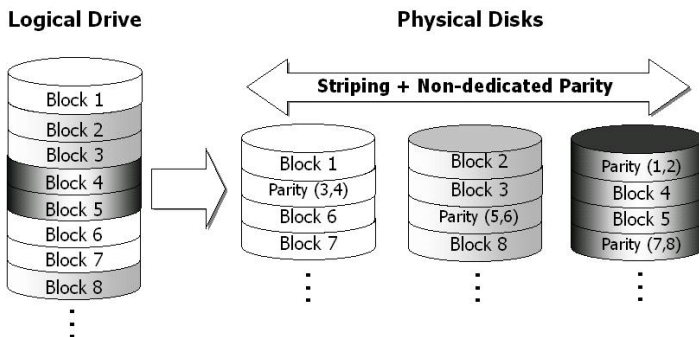 Logical Drive
Physical Disks
Striping + Non-dedicated Parity
Block 1
Block 2
Block 3
Block 4
Block 5
Block 6
Block 7
Block 8
Block 1
Parity (3,4)
Block 6
Block 7
Block 2
Block 3
Parity (5,6)
Block 8
Parity (1,2)
Block 4
Block 5
Parity (7,8)